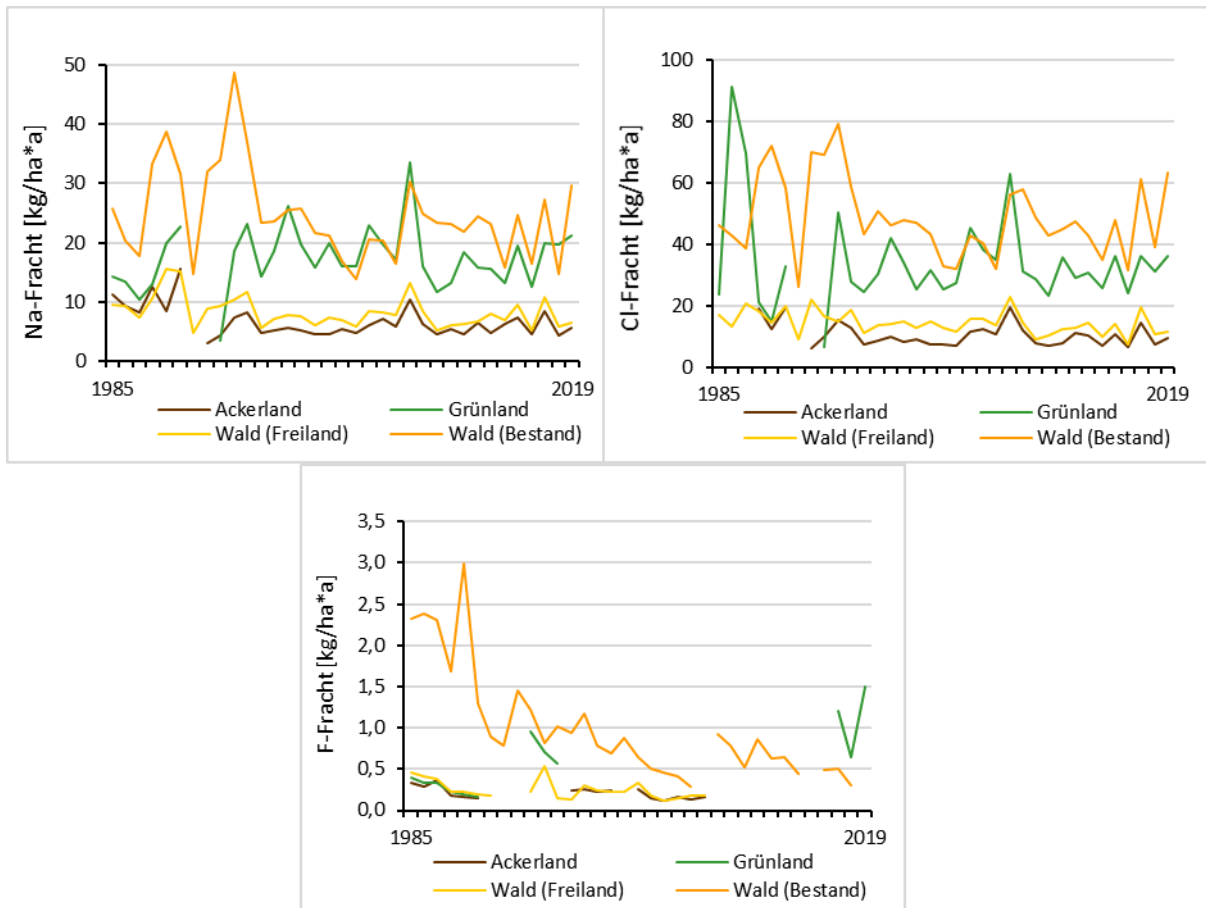 Na-Fracht [kg/ha*a]
50
40
30
20
10
0
1985
2019
Ackerland
Grünland
Wald (Freiland)
Wald (Bestand)
Cl-Fracht [kg/ha*a]
100
80
60
40
20
0
1985
2019
Ackerland
Grünland
Wald (Freiland)
Wald (Bestand)
F-Fracht [kg/ha*a]
3,5
3,0
2,5
2,0
1,5
1,0
0,5
0,0
1985
2019
Ackerland
Grünland
Wald (Freiland)
Wald (Bestand)